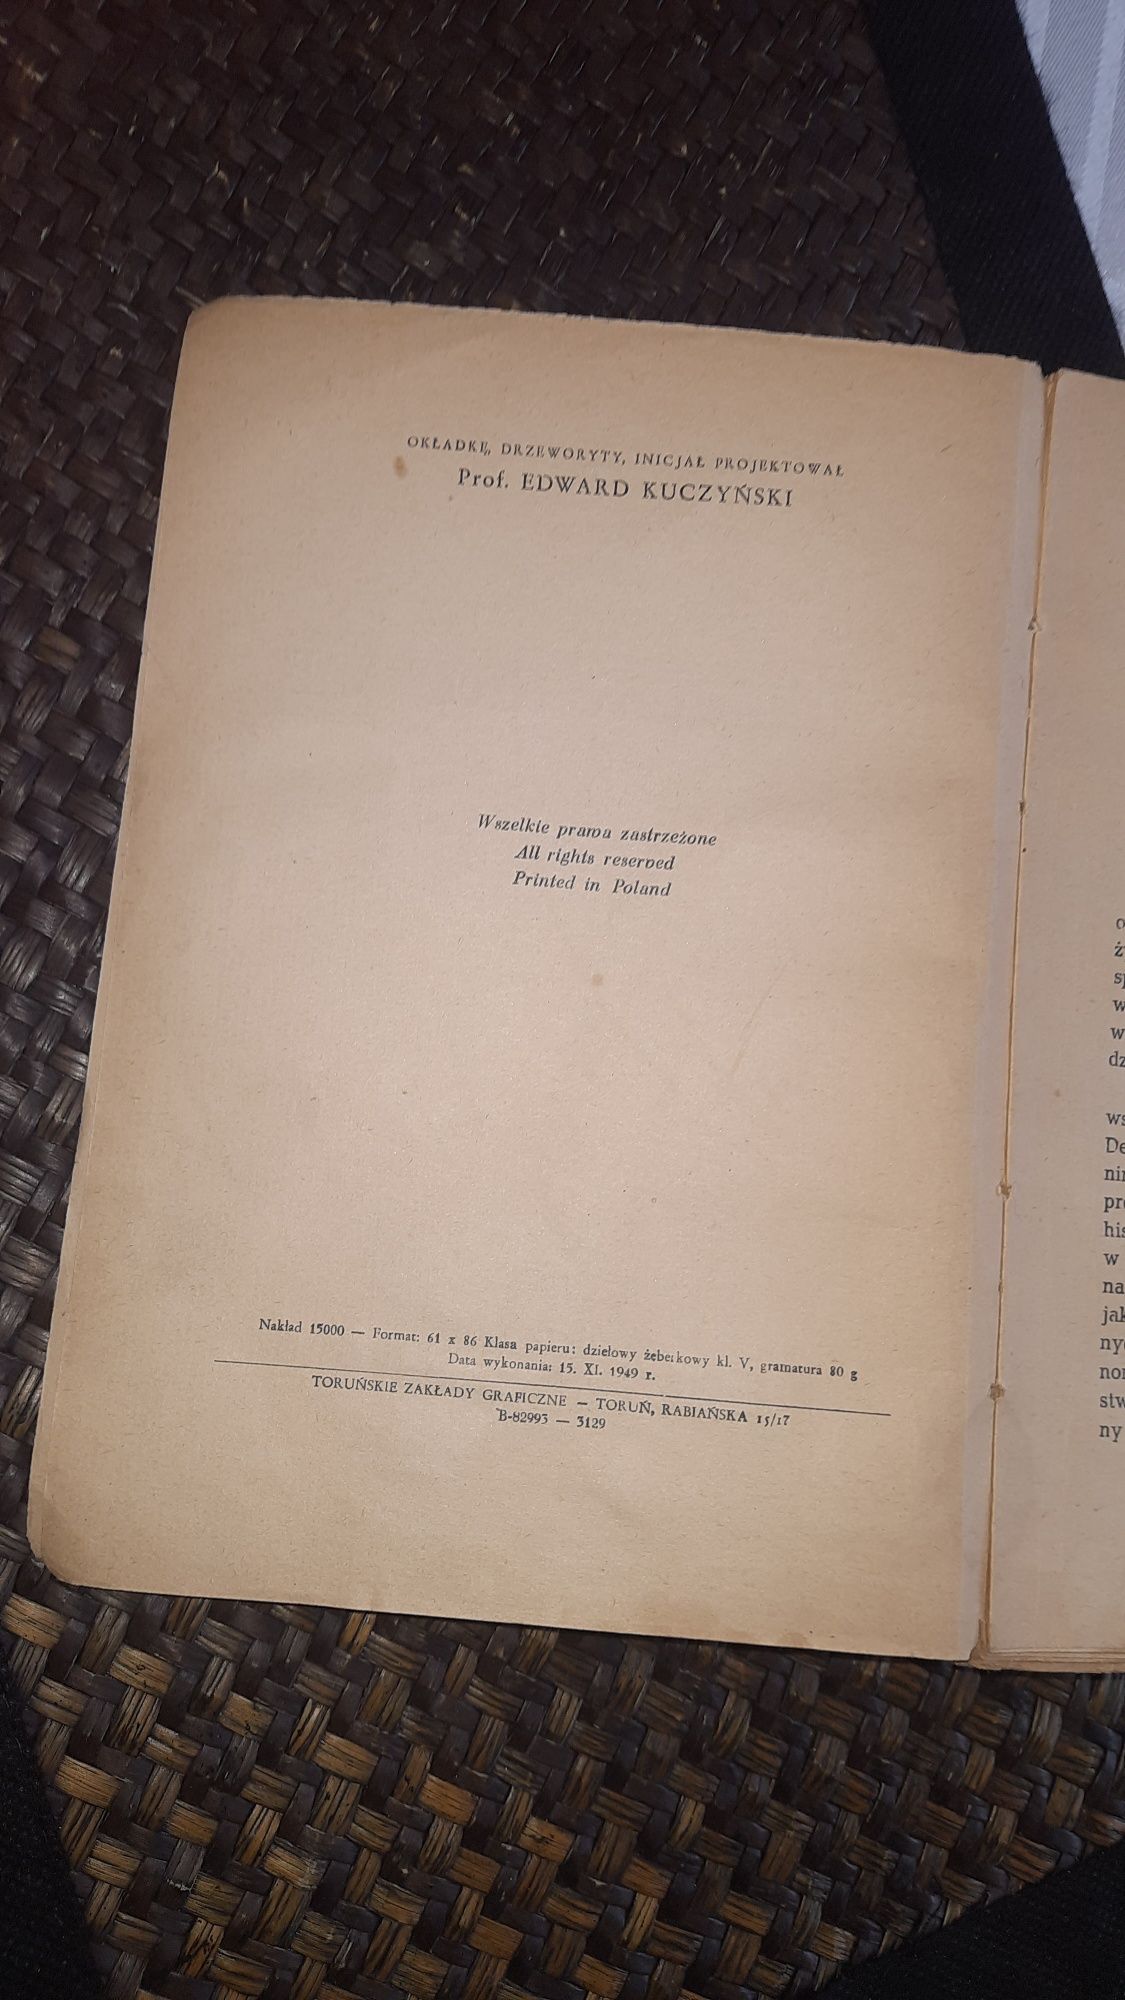 OKŁADKĘ, DRZEWORYTY, INICJAŁ PROJEKTOWAŁ
Prof. EDWARD KUCZYŃSKI
Wszelkie prawa zastrzeżone
All rights reserved
Printed in Poland
Nakład 15000 — Format: 61 x 86 Klasa papieru: dziełowy żeberkowy kl. V, gramatura 80 g
Data wykonania: 15. XI. 1949 r.
TORUŃSKIE ZAKŁADY GRAFICZNE — TORUŃ, RABIAŃSKA 15/17
B-82993 — 3129